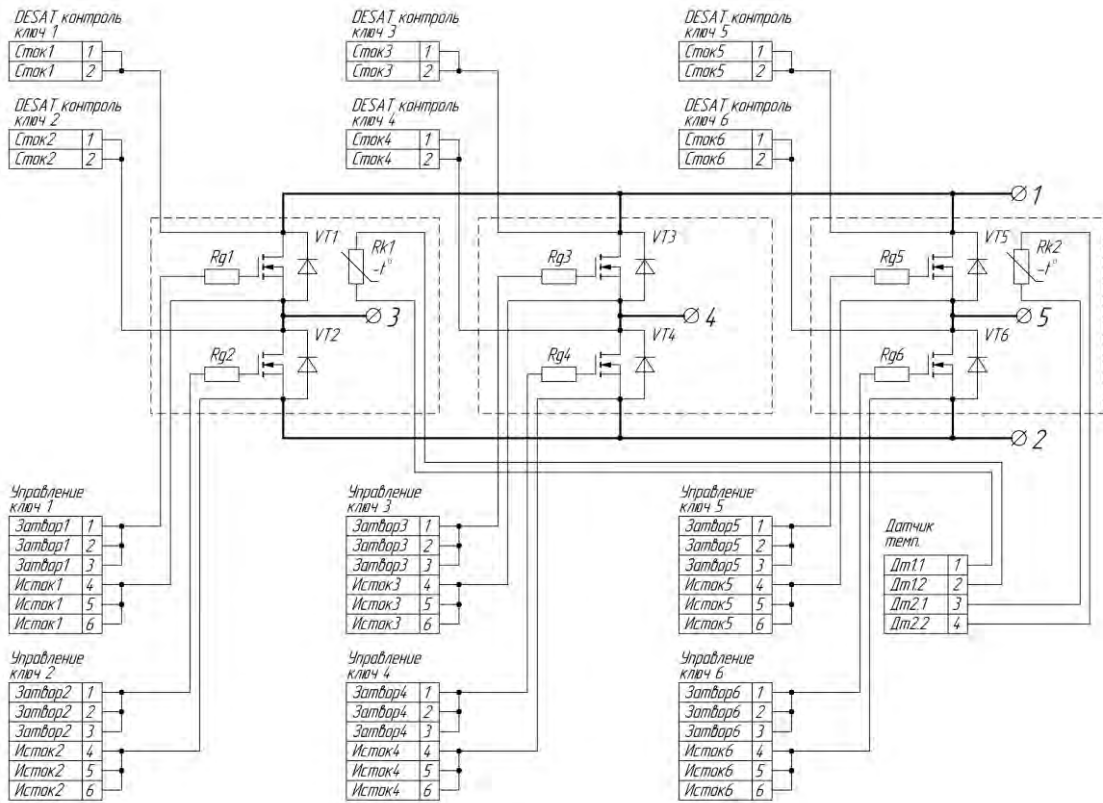 DESAT контроль
ключ 1
Сток1 1
Сток1 2
DESAT контроль
ключ 2
Сток2 1
Сток2 2
DESAT контроль
ключ 3
Сток3 1
Сток3 2
DESAT контроль
ключ 4
Сток4 1
Сток4 2
DESAT контроль
ключ 5
Сток5 1
Сток5 2
DESAT контроль
ключ 6
Сток6 1
Сток6 2
1
VT1
Rk1
-t°
Rg1
3
VT2
Rg2
VT3
Rg3
4
VT4
Rg4
VT5
Rk2
-t°
Rg5
5
VT6
Rg6
2
Управление
ключ 1
Затвор1 1
Затвор1 2
Затвор1 3
Исток1 4
Исток1 5
Исток1 6
Управление
ключ 2
Затвор2 1
Затвор2 2
Затвор2 3
Исток2 4
Исток2 5
Исток2 6
Управление
ключ 3
Затвор3 1
Затвор3 2
Затвор3 3
Исток3 4
Исток3 5
Исток3 6
Управление
ключ 4
Затвор4 1
Затвор4 2
Затвор4 3
Исток4 4
Исток4 5
Исток4 6
Управление
ключ 5
Затвор5 1
Затвор5 2
Затвор5 3
Исток5 4
Исток5 5
Исток5 6
Управление
ключ 6
Затвор6 1
Затвор6 2
Затвор6 3
Исток6 4
Исток6 5
Исток6 6
Датчик
темп.
Дт1.1 1
Дт1.2 2
Дт2.1 3
Дт2.2 4